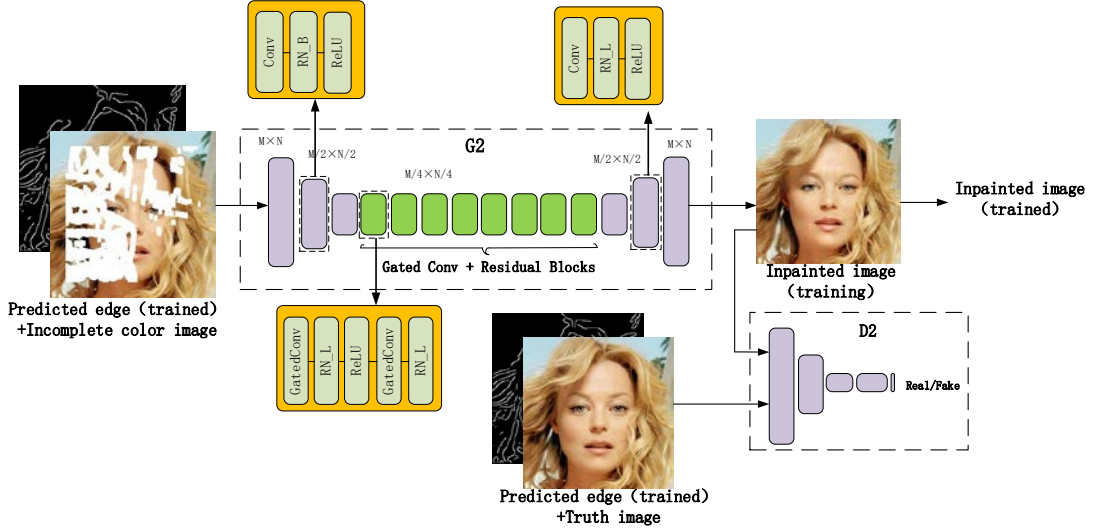 Conv
RN_B
ReLU
Conv
RN_L
ReLU
M×N
M/2×N/2
M/4×N/4
G2
M/2×N/2
M×N
Gated Conv + Residual Blocks
Predicted edge (trained)
+Incomplete color image
GatedConv
RN_L
ReLU
GatedConv
RN_L
Inpainted image
(training)
Inpainted image
(trained)
D2
Real/Fake
Predicted edge (trained)
+Truth image